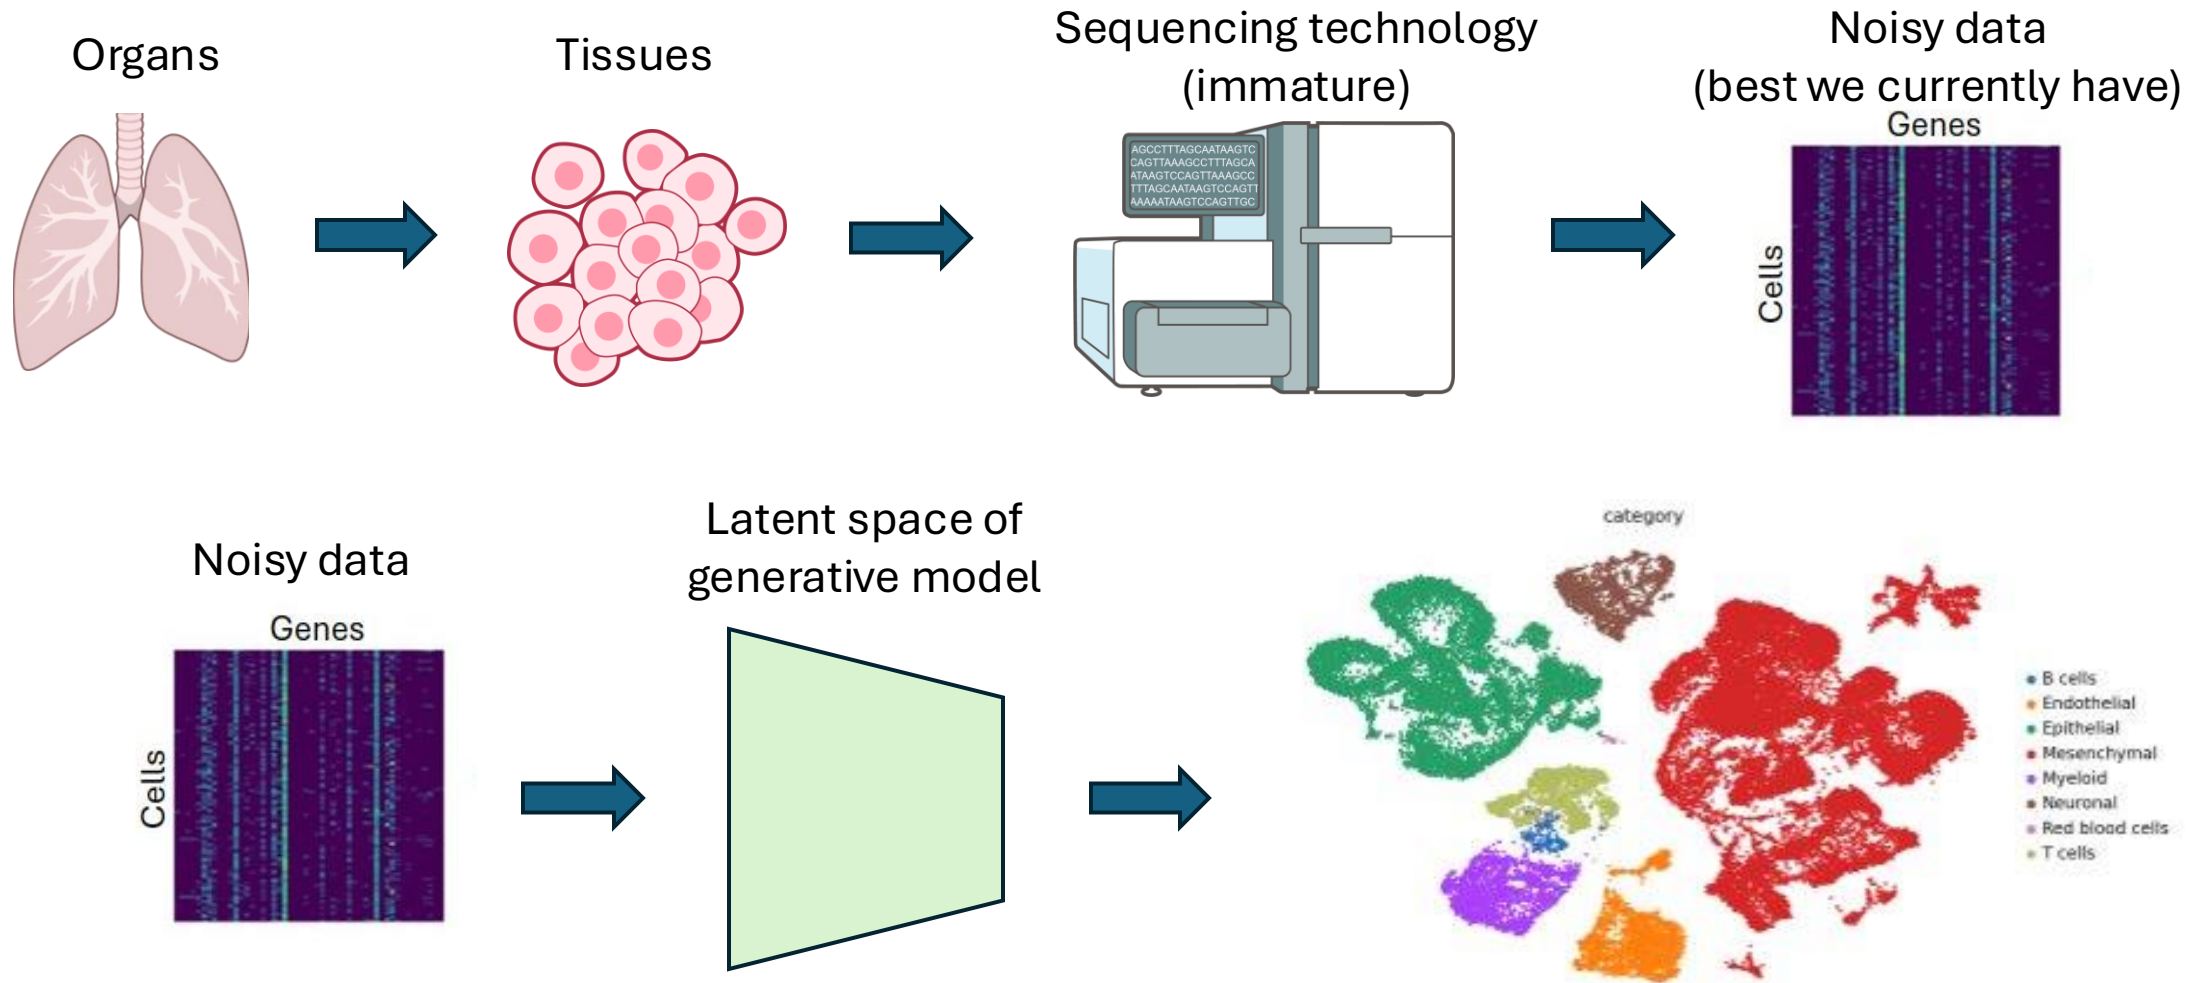 Organs
Tissues
Sequencing technology
(immature)
Noisy data
(best we currently have)
Genes
Cells
AGCCTTTAGCAATAAGTC
CAGTTAAAGCCTTTAGCA
ATAAGTCCAGTTAAAGCC
TTTAGCAATAAGTCCAGTT
AAAAATAAGTCCAGTTGC
Noisy data
Genes
Cells
Latent space of
generative model
category
B cells
Endothelial
Epithelial
Mesenchymal
Myeloid
Neuronal
Red blood cells
T cells